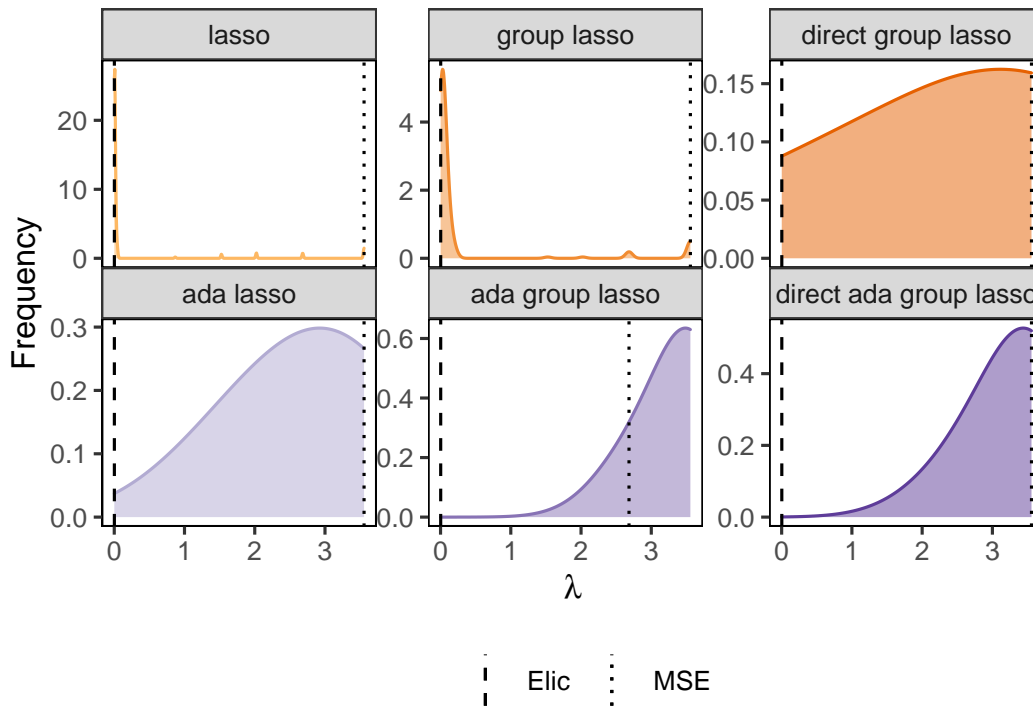 lasso
group lasso
direct group lasso
20
10
0
4
2
0
0.15
0.10
0.05
0.00
Frequency
ada lasso
ada group lasso
direct ada group lasso
0.3
0.2
0.1
0.0
0.6
0.4
0.2
0.0
0.4
0.2
0.0
0 1 2 3
0 1 2 3
0 1 2 3
λ
Elic MSE